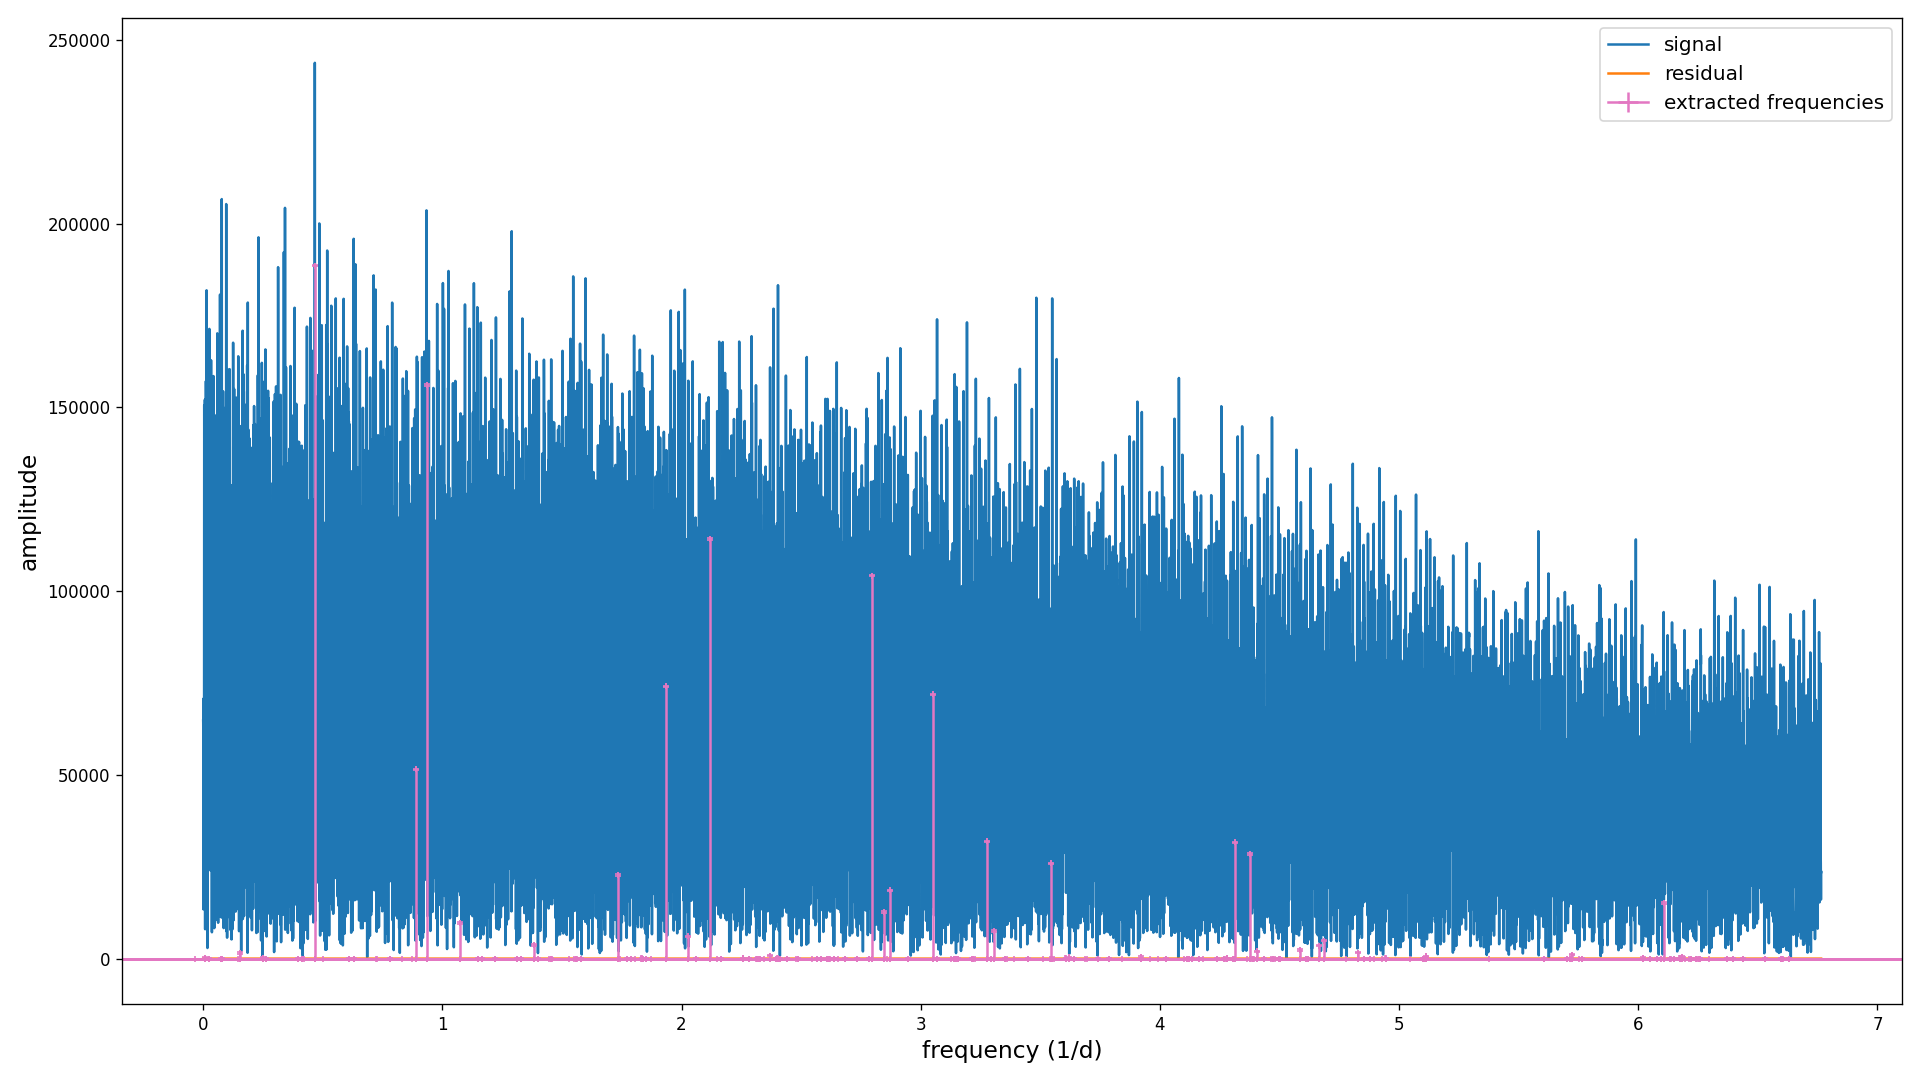 250000
200000
150000
100000
50000
0
amplitude
0 1 2 3 4 5 6 7
frequency (1/d)
signal
residual
extracted frequencies